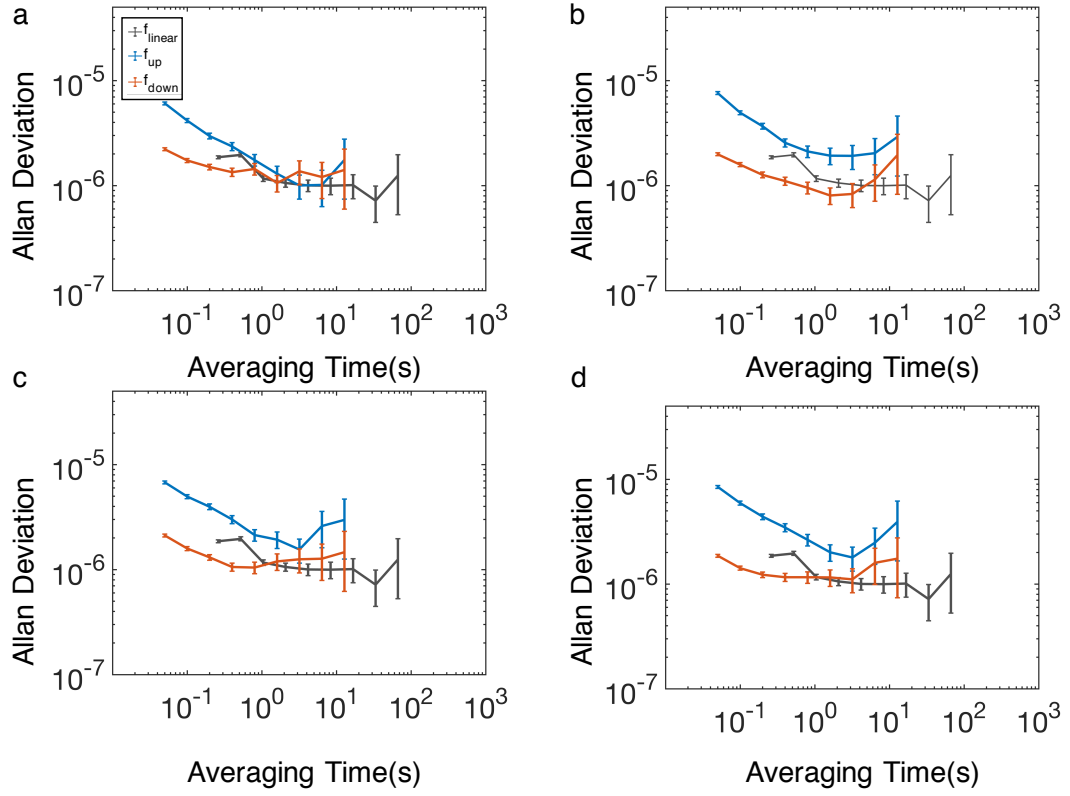 a
f_linear
f_up
f_down
10^-5
10^-6
10^-7
Allan Deviation
10^-1 10^0 10^1 10^2 10^3
Averaging Time(s)
b
10^-5
10^-6
10^-7
Allan Deviation
10^-1 10^0 10^1 10^2 10^3
Averaging Time(s)
c
10^-5
10^-6
10^-7
Allan Deviation
10^-1 10^0 10^1 10^2 10^3
Averaging Time(s)
d
10^-5
10^-6
10^-7
Allan Deviation
10^-1 10^0 10^1 10^2 10^3
Averaging Time(s)